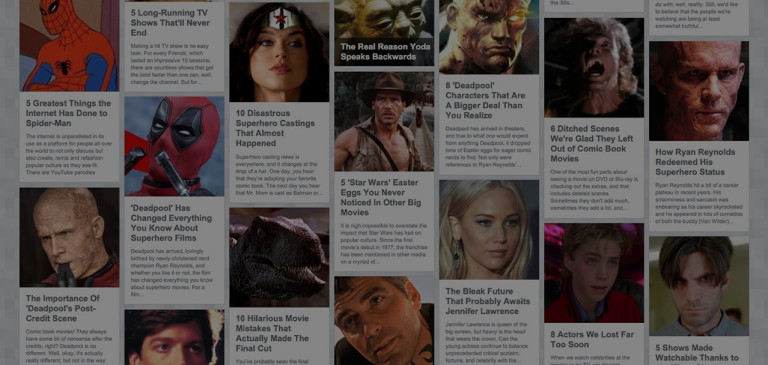 5 Greatest Things the
Internet Has Done to
Spider-Man
The internet is unparalleled in its
use as a platform for people all over
the world to not only discuss but
also create, remix and refashion
popular culture as they see fit.
There are YouTube parodies
The Importance Of
'Deadpool's Post-
Credit Scene
Comic book movies! They always
have some bit of nonsense after the
credits, right? Deadpool is no
different. Well, okay, it's actually
really different, but not in the way
5 Long-Running TV
Shows That'll Never
End
Making a hit TV show is no easy
task. For every Friends, which
lasted an impressive 10 seasons,
there are countless shows that get
the boot faster than one can, well,
change the channel. But for...
'Deadpool' Has
Changed Everything
You Know About
Superhero Films
Deadpool has arrived, lovingly
birthed by newly-christened nerd
champion Ryan Reynolds, and
whether you like it or not, the film
has changed everything you know
about superhero movies. For a
film...
10 Disastrous
Superhero Castings
That Almost
Happened
Superhero casting news is
everywhere, and it changes at the
drop of a hat. One day, you hear
that they're adapting your favorite
comic book. The next day you hear
that Mr. Mom is cast as Batman or...
10 Hilarious Movie
Mistakes That
Actually Made The
Final Cut
You've probably seen the final
The Real Reason Yoda
Speaks Backwards
5 'Star Wars' Easter
Eggs You Never
Noticed In Other Big
Movies
It is nigh impossible to overstate the
impact that Star Wars has had on
popular culture. Since the first
movie's debut in 1977, the franchise
has been mentioned in other media
on a myriad of...
8 'Deadpool'
Characters That Are
A Bigger Deal Than
You Realize
Deadpool has arrived in theaters,
and true to what one would expect
from anything Deadpool, it dropped
tons of Easter eggs for eager comic
nerds to find. Not only were
references to Ryan Reynolds'...
The Bleak Future
That Probably Awaits
Jennifer Lawrence
Jennifer Lawrence is queen of the
big screen, but heavy is the head
that wears the crown. Can the
young actress continue to balance
unprecedented critical acclaim,
fortune, and celebrity with the...
the '90s...
6 Ditched Scenes
We're Glad They Left
Out of Comic Book
Movies
One of the most fun parts about
seeing a movie on DVD or Blu-ray is
checking out the extras, and that
includes deleted scenes.
Sometimes they don't add much,
sometimes they add a lot, and...
8 Actors We Lost Far
Too Soon
When we watch celebrities at the
do with, well, reality. Still, we'd like
to believe that the people we're
watching are being at least
somewhat truthful...
How Ryan Reynolds
Redeemed His
Superhero Status
Ryan Reynolds hit a bit of a career
plateau in recent years. His
smarminess and sarcasm was
endearing as his career skyrocketed
and he appeared in lots of comedies
of both the buddy (Van Wilder)...
5 Shows Made
Watchable Thanks to